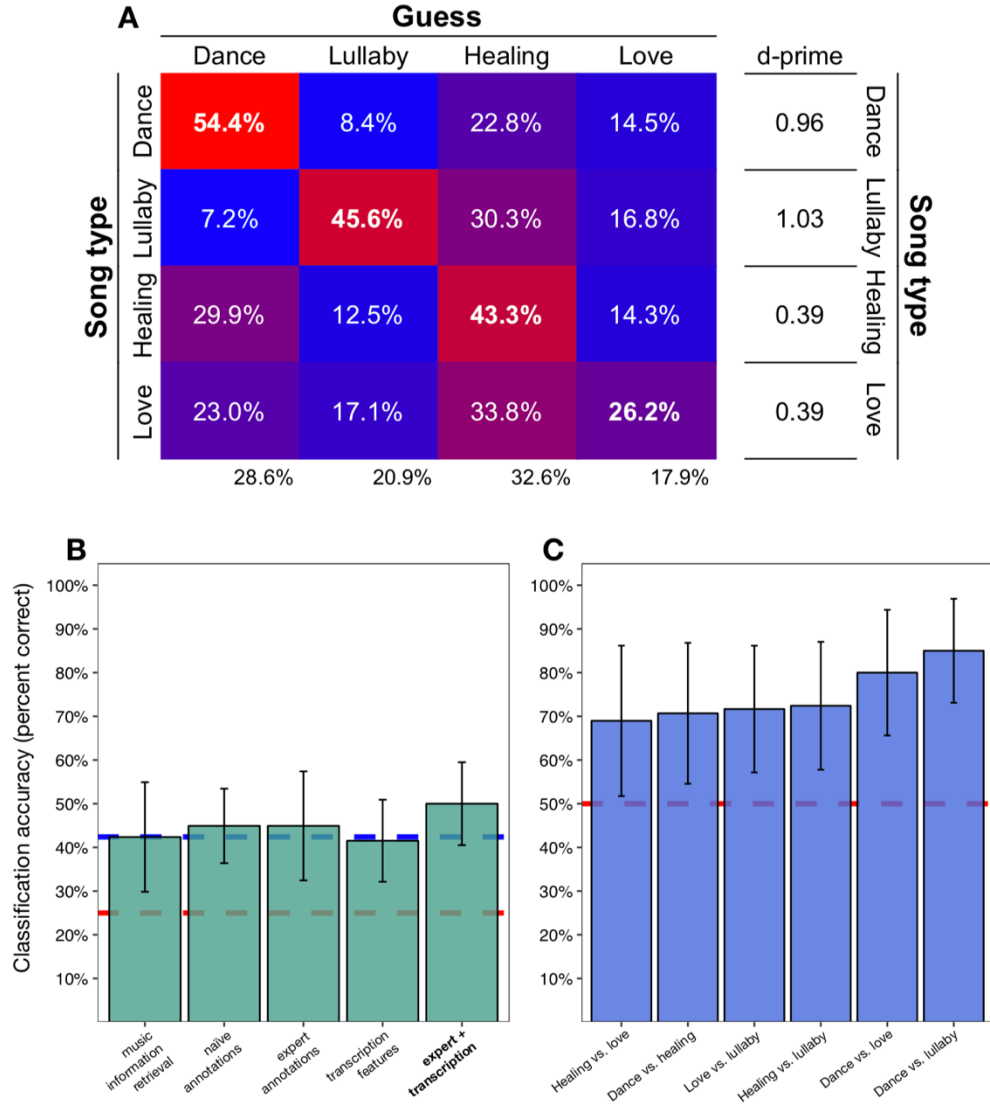 A
Guess
Dance Lullaby Healing Love d-prime
Song type
Dance 54.4% 8.4% 22.8% 14.5% 0.96 Dance
Lullaby 7.2% 45.6% 30.3% 16.8% 1.03 Lullaby
Healing 29.9% 12.5% 43.3% 14.3% 0.39 Healing
Love 23.0% 17.1% 33.8% 26.2% 0.39 Love
Song type
28.6% 20.9% 32.6% 17.9%
B
Classification accuracy (percent correct)
100%
90%
80%
70%
60%
50%
40%
30%
20%
10%
music
information
retrieval
naïve
annotations
expert
annotations
transcription
features
expert +
transcription
C
100%
90%
80%
70%
60%
50%
40%
30%
20%
10%
Healing vs. love
Dance vs. healing
Love vs. lullaby
Healing vs. lullaby
Dance vs. love
Dance vs. lullaby